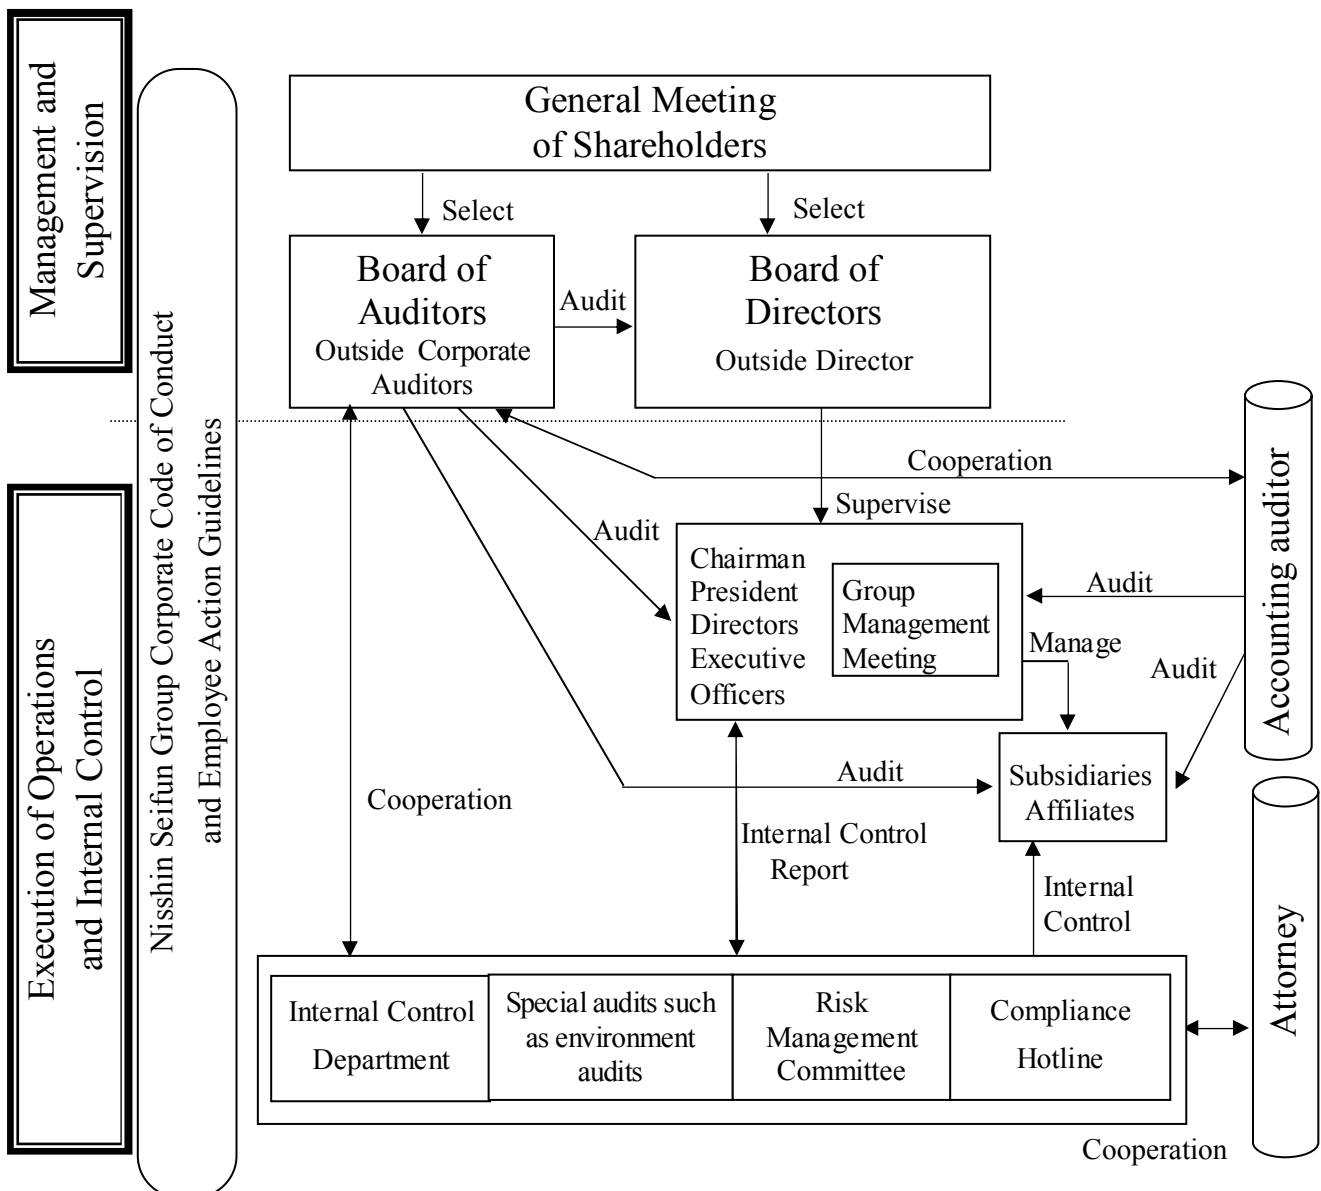 Management and
Supervision
Execution of Operations
and Internal Control
Nisshin Seifun Group Corporate Code of Conduct
and Employee Action Guidelines
General Meeting
of Shareholders
Select
Select
Board of
Auditors
Outside Corporate
Auditors
Audit
Board of
Directors
Outside Director
Cooperation
Supervise
Audit
Chairman
President
Directors
Executive
Officers
Group
Management
Meeting
Audit
Manage
Audit
Accounting auditor
Audit
Subsidiaries
Affiliates
Cooperation
Internal Control
Report
Internal
Control
Attorney
Internal Control
Department
Special audits such
as environment
audits
Risk
Management
Committee
Compliance
Hotline
Cooperation